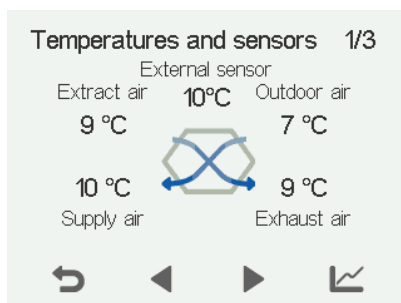 Temperatures and sensors 1/3
External sensor
Extract air 10°C Outdoor air
9 °C 7 °C
10 °C 9 °C
Supply air Exhaust air